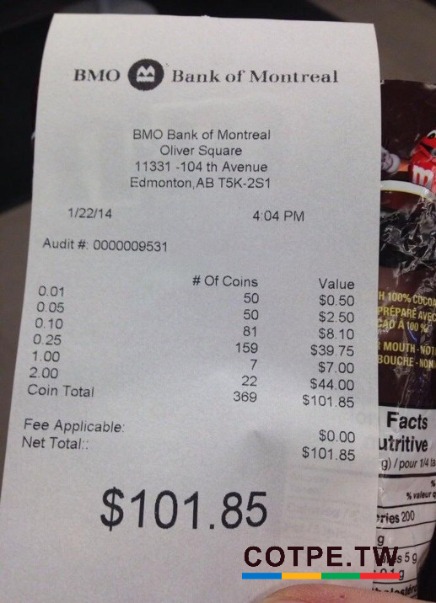 BMO Bank of Montreal
BMO Bank of Montreal
Oliver Square
11331 -104 th Avenue
Edmonton,AB T5K-2S1
1/22/14 4:04 PM
Audit #: 0000009531
# Of Coins Value
0.01 50 $0.50
0.05 50 $2.50
0.10 81 $8.10
0.25 159 $39.75
1.00 7 $7.00
2.00 22 $44.00
Coin Total 369 $101.85
Fee Applicable: $0.00
Net Total:: $101.85
$101.85
H 100% COCOA
PRÉPARÉ AVEC
CAO À 100 %
MOUTH - NOT
BOUCHE - NON
Facts
utritive
g) / pour 1/4 ta
%
% valeur q
ries 200
g
5 g
COTPE.TW